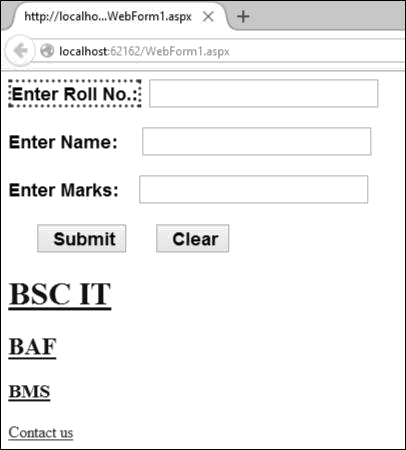 http://localho...WebForm1.aspx
localhost:62162/WebForm1.aspx
Enter Roll No.:
Enter Name:
Enter Marks:
Submit Clear
BSC IT
BAF
BMS
Contact us